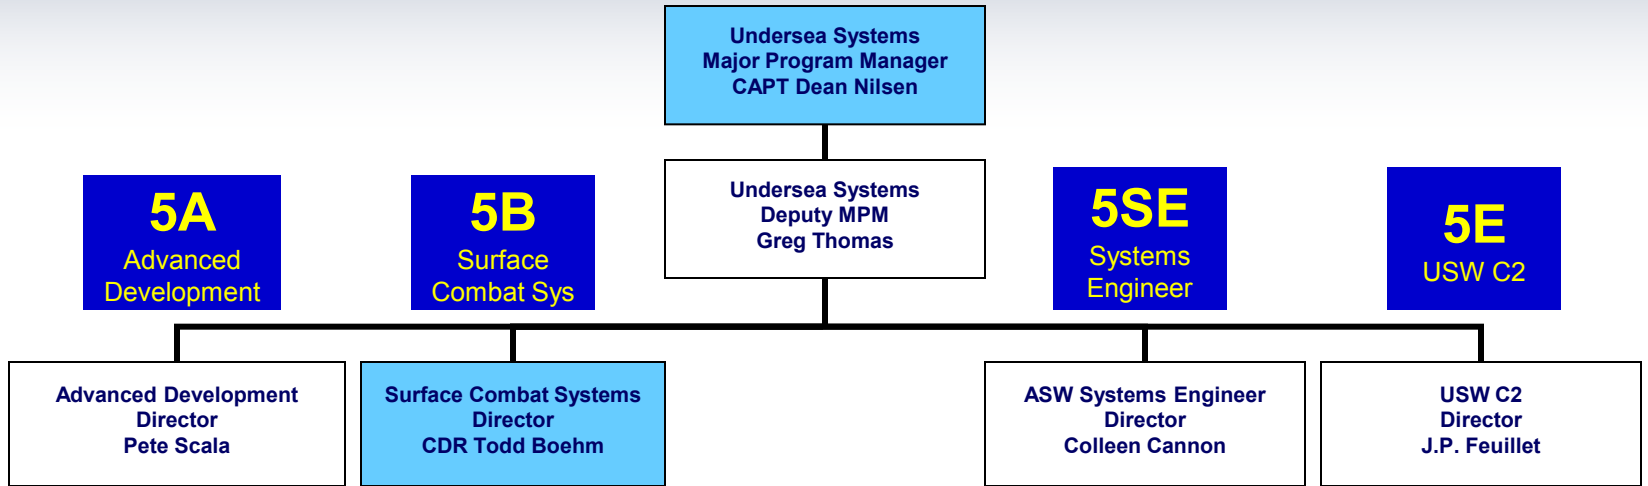 Undersea Systems
Major Program Manager
CAPT Dean Nilsen
5A
Advanced
Development
5B
Surface
Combat Sys
Undersea Systems
Deputy MPM
Greg Thomas
5SE
Systems
Engineer
5E
USW C2
Advanced Development
Director
Pete Scala
Surface Combat Systems
Director
CDR Todd Boehm
ASW Systems Engineer
Director
Colleen Cannon
USW C2
Director
J.P. Feuillet